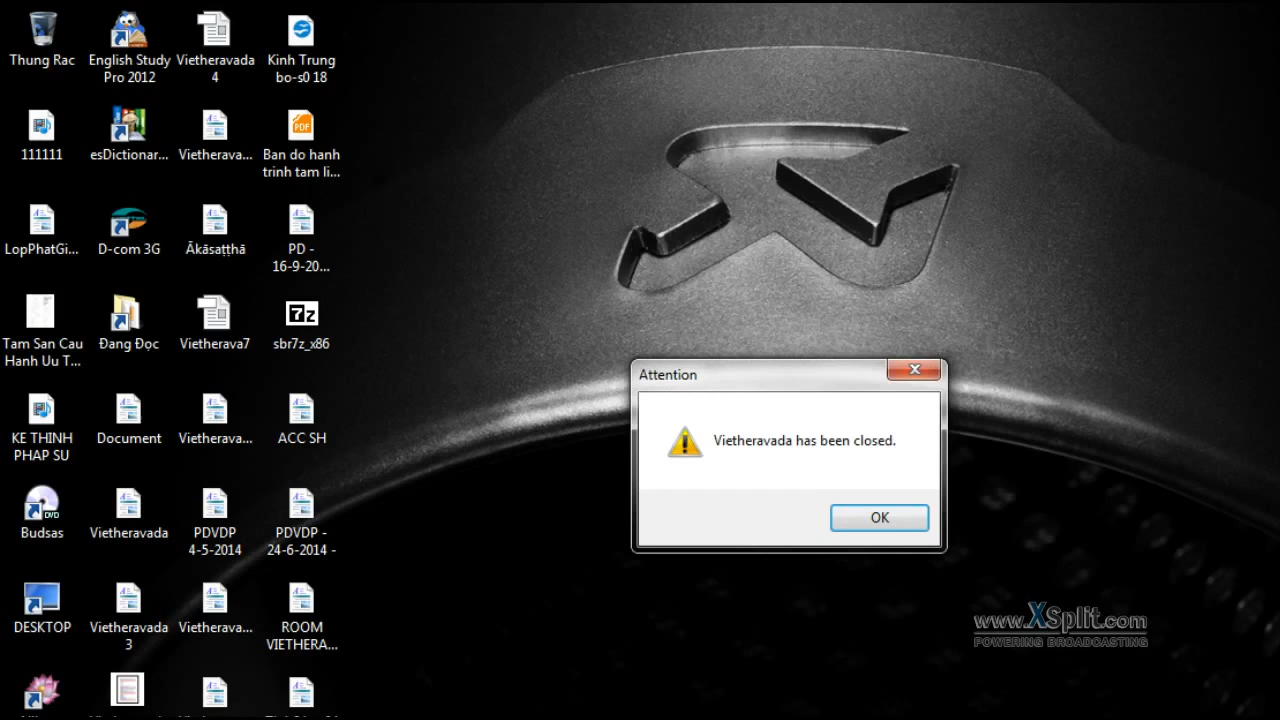 Thung Rac
English Study
Pro 2012
Vietheravada
4
Kinh Trung
bo-s0 18
111111
esDictionar...
Vietherava...
Ban do hanh
trinh tam li...
PDF
LopPhatGi...
D-com 3G
Ākāsaṭṭhā
PD -
16-9-20...
Tam San Cau
Hanh Uu T...
Đang Đọc
Vietherava7
7z
sbr7z_x86
Attention
Vietheravada has been closed.
OK
KE THINH
PHAP SU
Document
Vietherava...
ACC SH
DVD
Budsas
Vietheravada
PDVDP
4-5-2014
PDVDP -
24-6-2014 -
DESKTOP
Vietheravada
3
Vietherava...
ROOM
VIETHERA...
www.XSplit.com
POWERING BROADCASTING